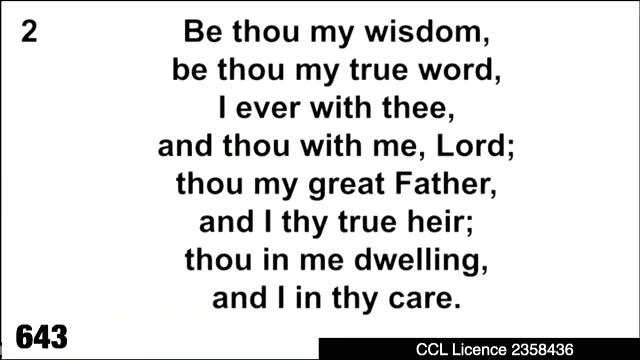 2
Be thou my wisdom,
be thou my true word,
I ever with thee,
and thou with me, Lord;
thou my great Father,
and I thy true heir;
thou in me dwelling,
and I in thy care.
643
CCL Licence 2358436